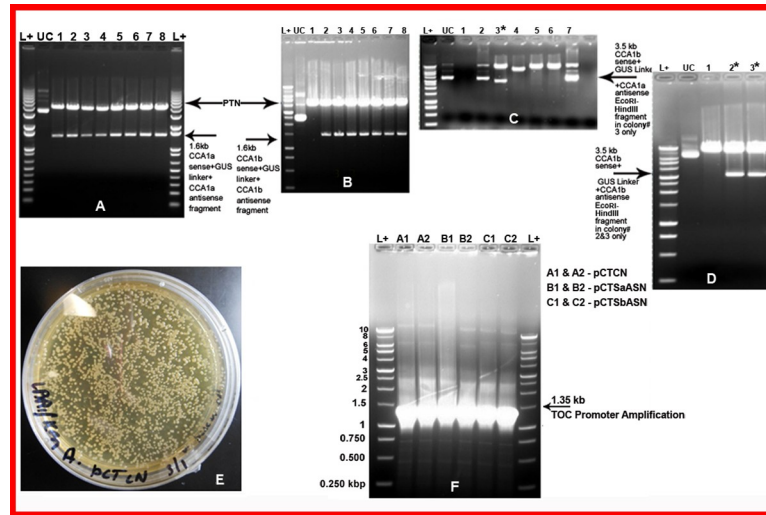 L+ UC 1 2 3 4 5 6 7 8 L+
A
PTN
1.6kb
CCA1a
sense+GUS
linker+
CCA1a
antisense
fragment
1.6kb
CCA1b
sense+GUS
linker+
CCA1b
antisense
fragment
L+ UC 1 2 3 4 5 6 7 8
B
L+ UC 1 2 3* 4 5 6 7
C
3.5 kb
CCA1b
sense+
GUS Linker
+CCA1a
antisense
EcoRI-
HindIII
fragment
in colony#
3 only
L+ UC 1 2* 3*
D
3.5 kb
CCA1b
sense+
GUS Linker
+CCA1b
antisense
EcoRI-
HindIII
fragment
in colony#
2&3 only
E
A. pCTCN
L+ A1 A2 B1 B2 C1 C2 L+
A1 & A2 - pCTCN
B1 & B2 - pCTSaASN
C1 & C2 - pCTSbASN
10
8
6
5
4
3
2.5
2
1.5
1
0.750
0.500
0.250 kbp
1.35 kb
TOC Promoter Amplification
F